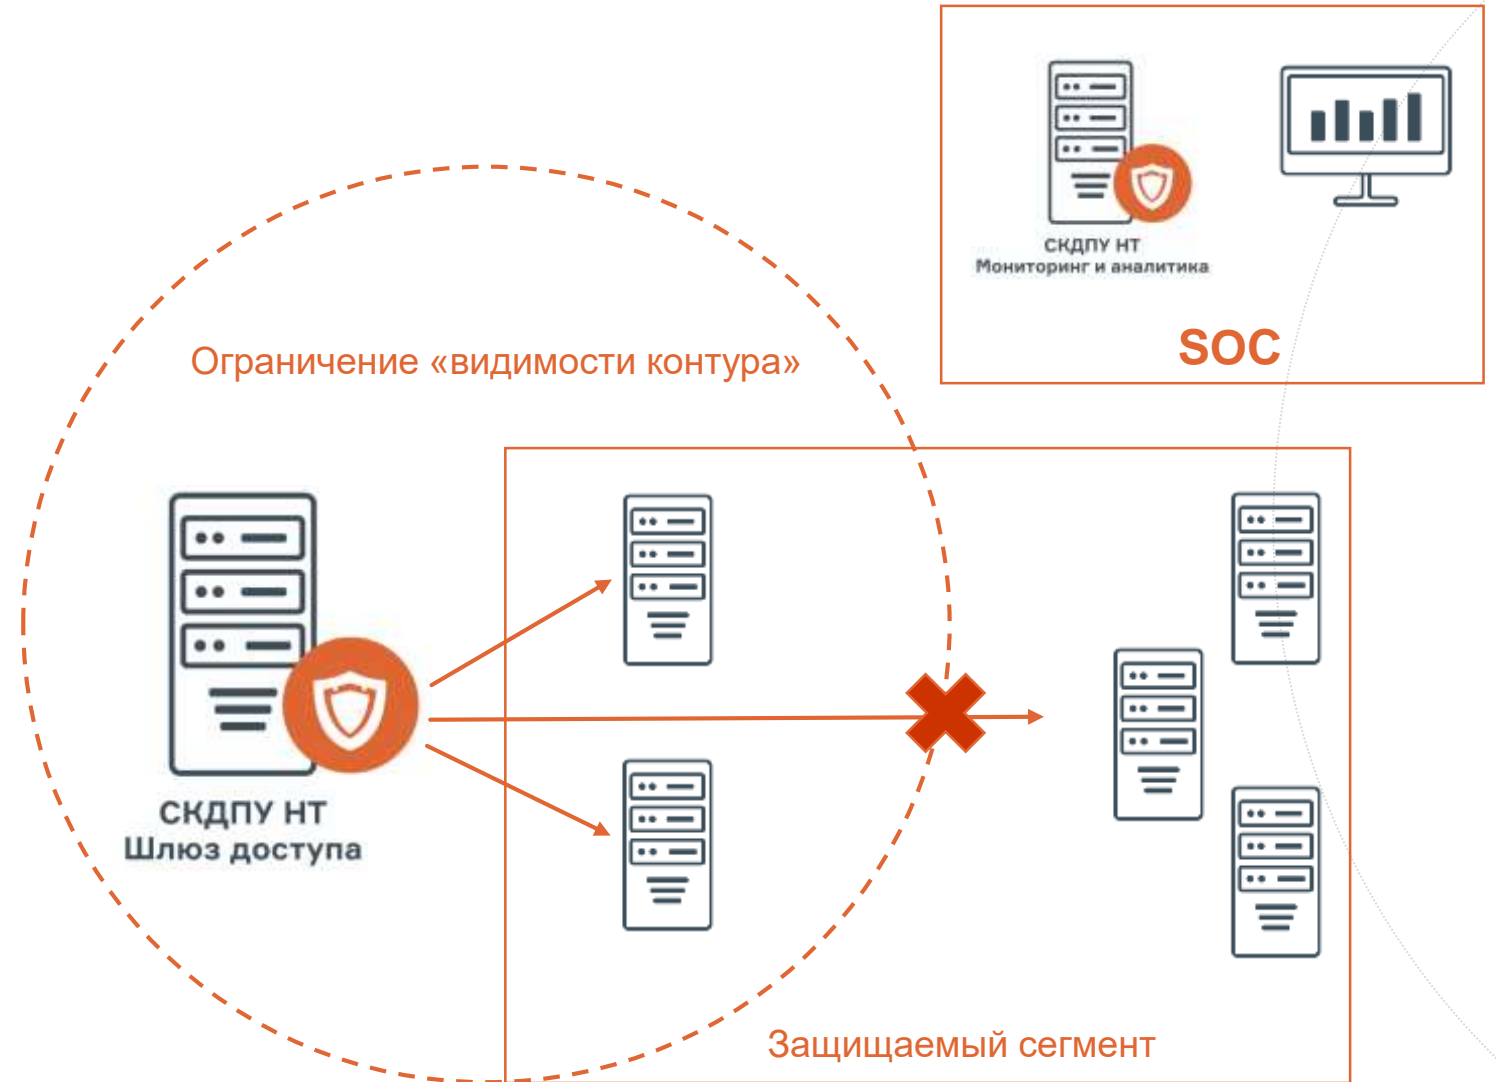 СКДПУ НТ
Мониторинг и аналитика
SOC
Ограничение «видимости контура»
СКДПУ НТ
Шлюз доступа
Защищаемый сегмент